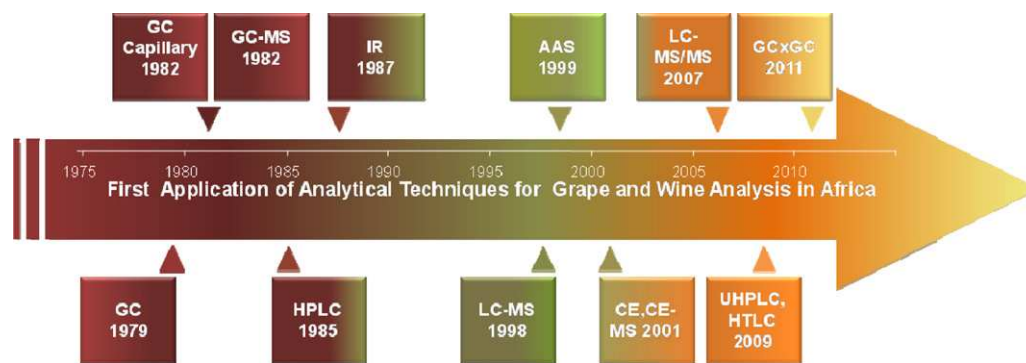 GC
Capillary
1982
GC-MS
1982
IR
1987
AAS
1999
LC-
MS/MS
2007
GCxGC
2011
1975 1980 1985 1990 1995 2000 2005 2010
First Application of Analytical Techniques for Grape and Wine Analysis in Africa
GC
1979
HPLC
1985
LC-MS
1998
CE,CE-
MS 2001
UHPLC,
HTLC
2009